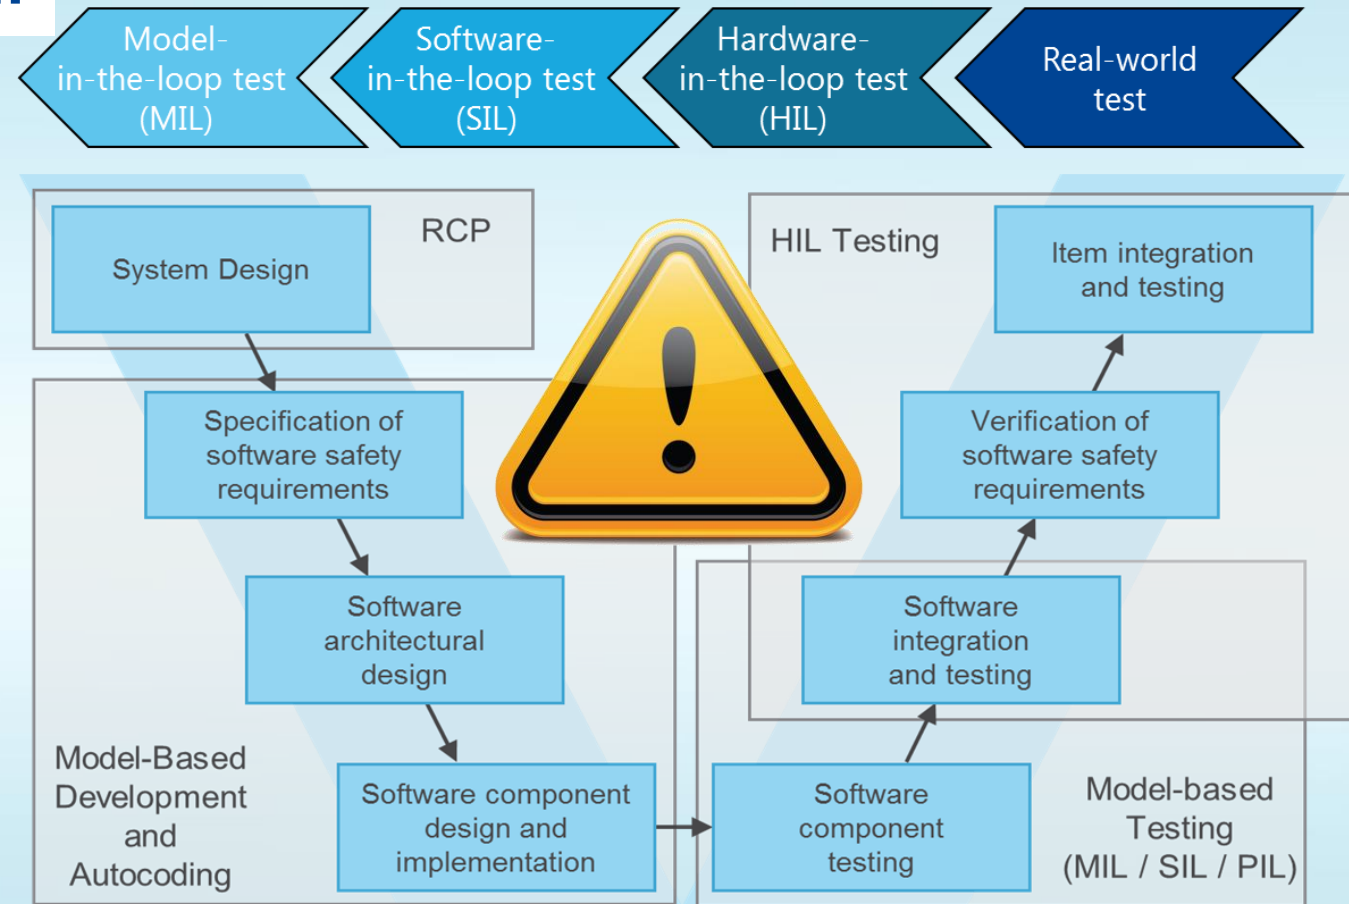 Model-
in-the-loop test
(MIL)
Software-
in-the-loop test
(SIL)
Hardware-
in-the-loop test
(HIL)
Real-world
test
RCP
System Design
HIL Testing
Item integration
and testing
Specification of
software safety
requirements
Verification of
software safety
requirements
Software
architectural
design
Software
integration
and testing
Model-Based
Development
and
Autocoding
Software component
design and
implementation
Software
component
testing
Model-based
Testing
(MIL / SIL / PIL)